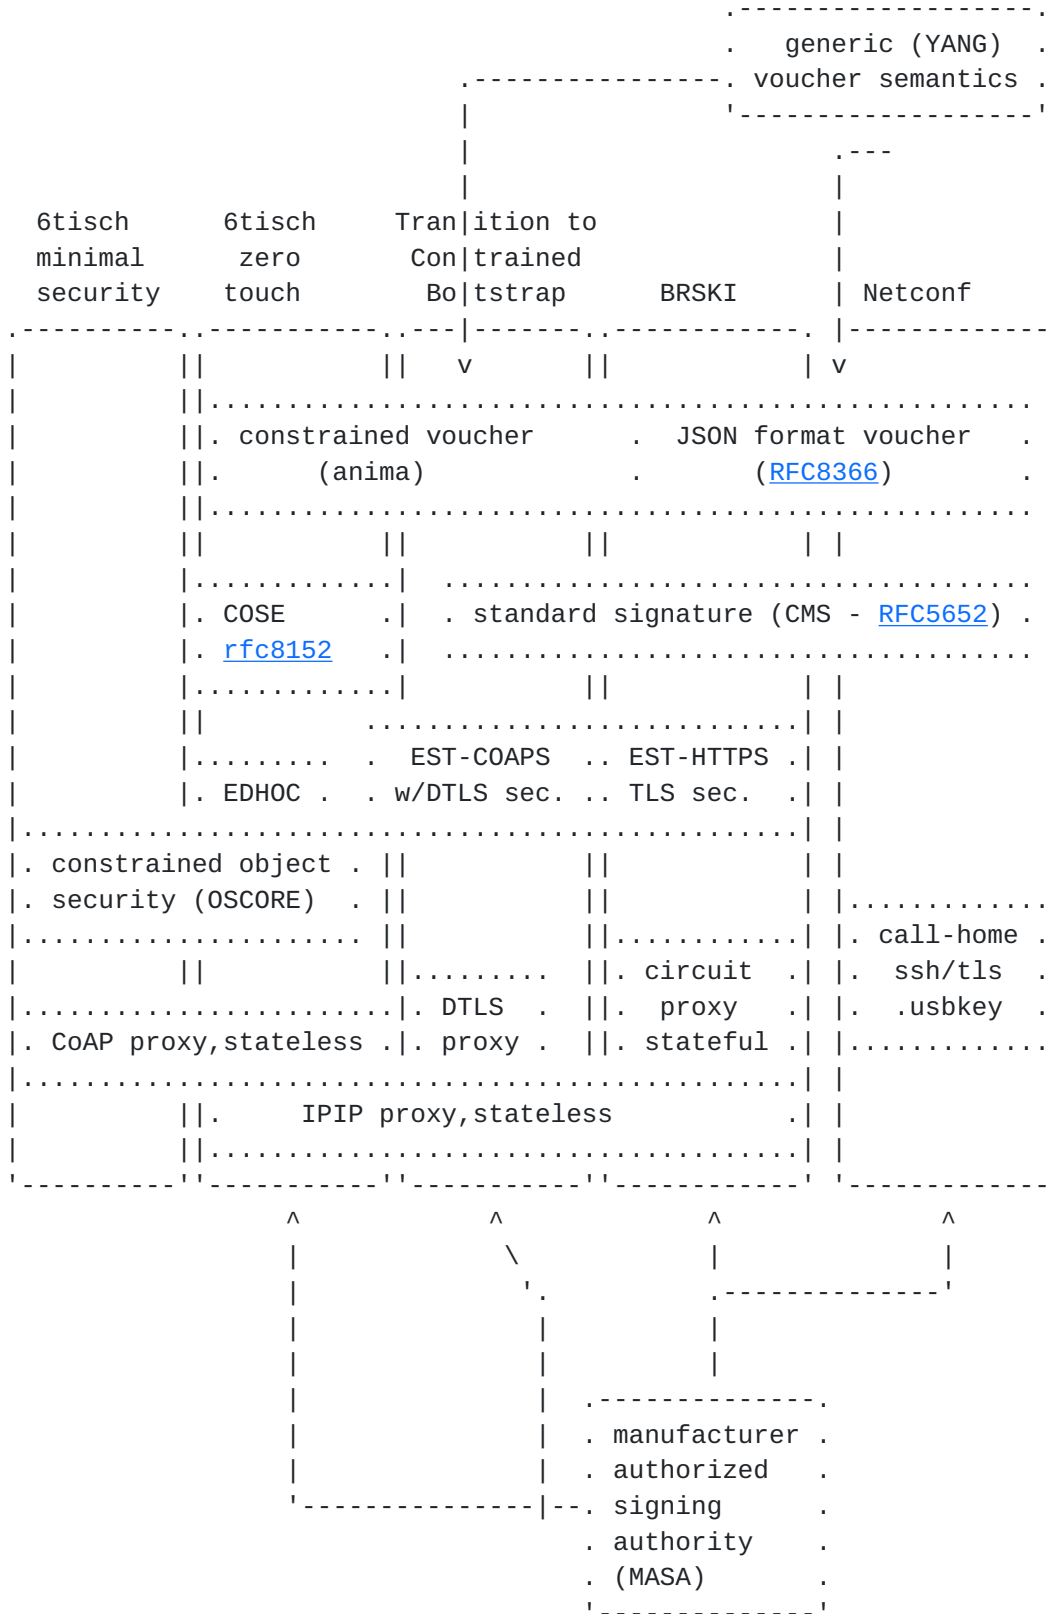 generic (YANG)
voucher semantics
6tisch 6tisch Tran|ition to
minimal zero Con|trained
security touch Bo|tstrap BRSKI | Netconf
v v
constrained voucher . JSON format voucher .
(anima) . (RFC8366) .
COSE
standard signature (CMS - RFC5652) .
rfc8152
EST-COAPS .. EST-HTTPS
EDHOC . . w/DTLS sec. .. TLS sec.
constrained object
security (OSCORE)
call-home
circuit ssh/tls
DTLS proxy .usbkey
CoAP proxy,stateless . proxy . stateful
IPIP proxy,stateless
manufacturer
authorized
signing
authority
(MASA)